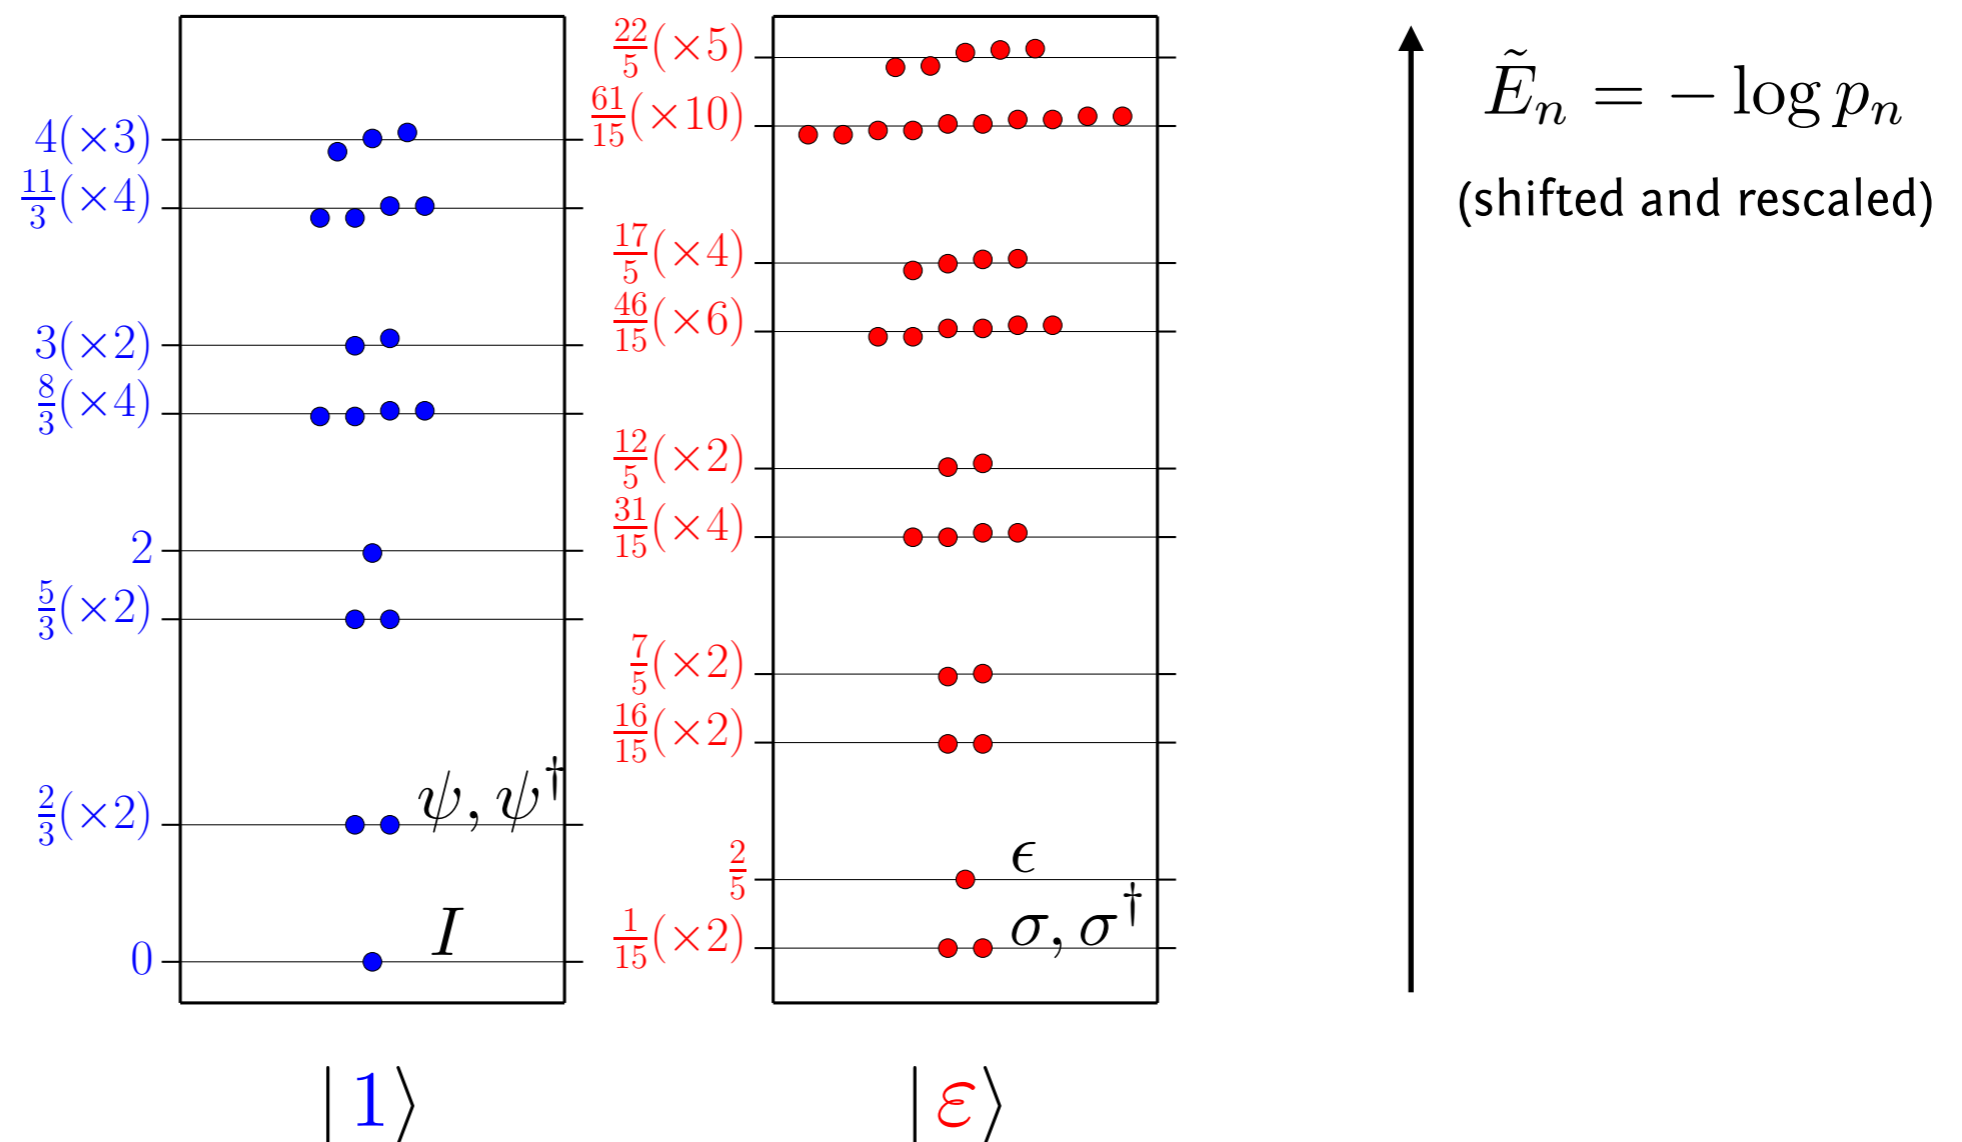 4(×3)
11/3(×4)
3(×2)
8/3(×4)
2
5/3(×2)
2/3(×2)
ψ, ψ†
0
I
| 1⟩
22/5(×5)
61/15(×10)
17/5(×4)
46/15(×6)
12/5(×2)
31/15(×4)
7/5(×2)
16/15(×2)
2/5
ϵ
1/15(×2)
σ, σ†
| ε⟩
Ẽₙ = − log pₙ
(shifted and rescaled)